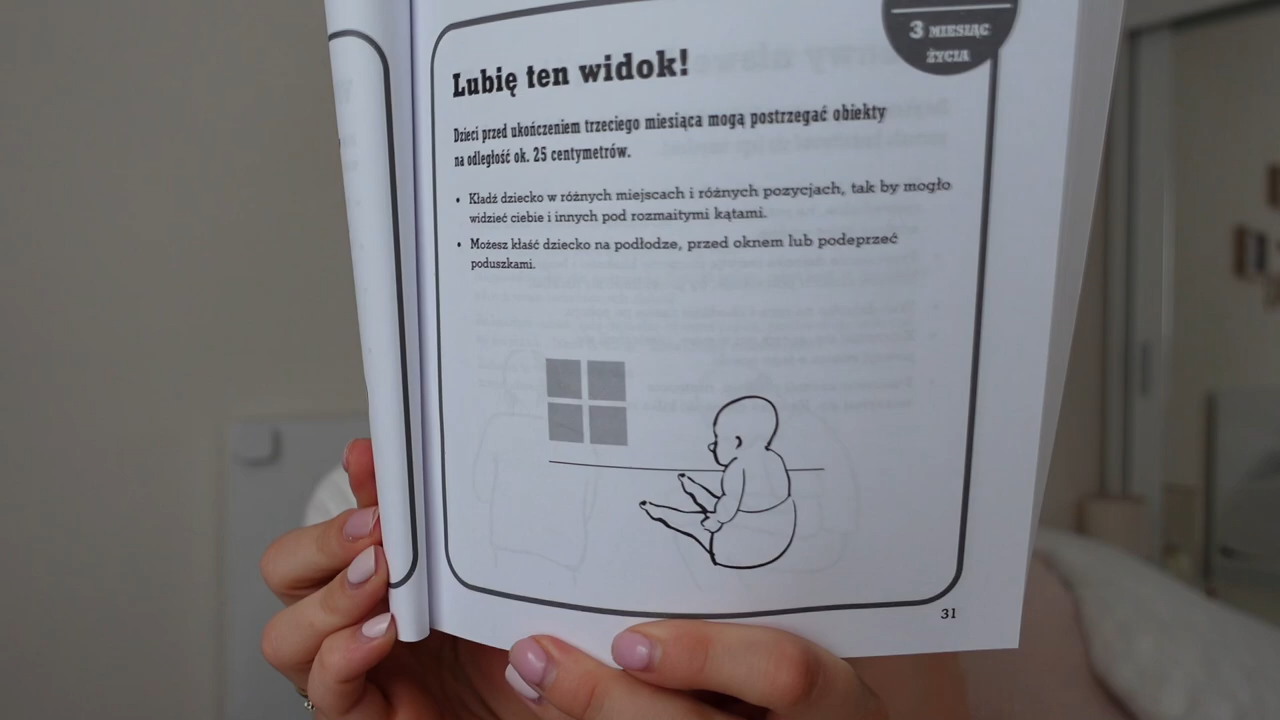 3 MIESIĄC
ŻYCIA
Lubię ten widok!
Dzieci przed ukończeniem trzeciego miesiąca mogą postrzegać obiekty
na odległość ok. 25 centymetrów.
• Kładź dziecko w różnych miejscach i różnych pozycjach, tak by mogło
widzieć ciebie i innych pod rozmaitymi kątami.
• Możesz kłaść dziecko na podłodze, przed oknem lub podeprzeć
poduszkami.
31